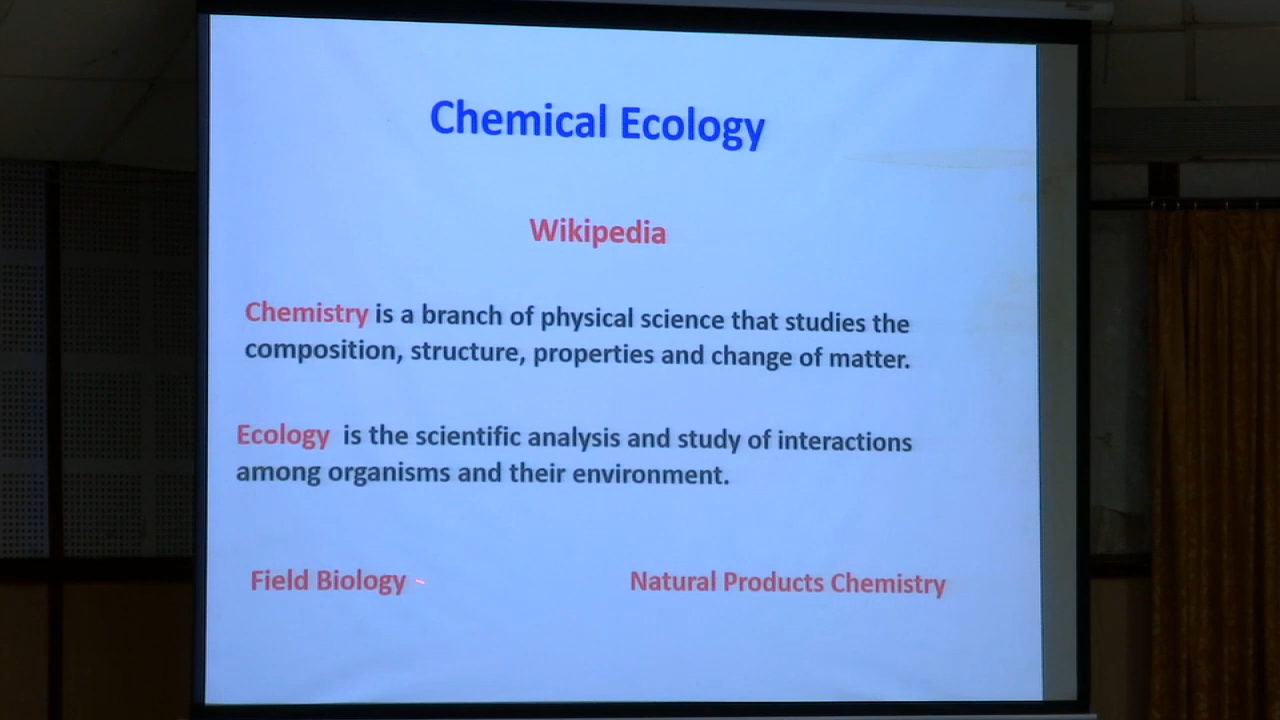 Chemical Ecology
Wikipedia
Chemistry is a branch of physical science that studies the
composition, structure, properties and change of matter.
Ecology is the scientific analysis and study of interactions
among organisms and their environment.
Field Biology
Natural Products Chemistry